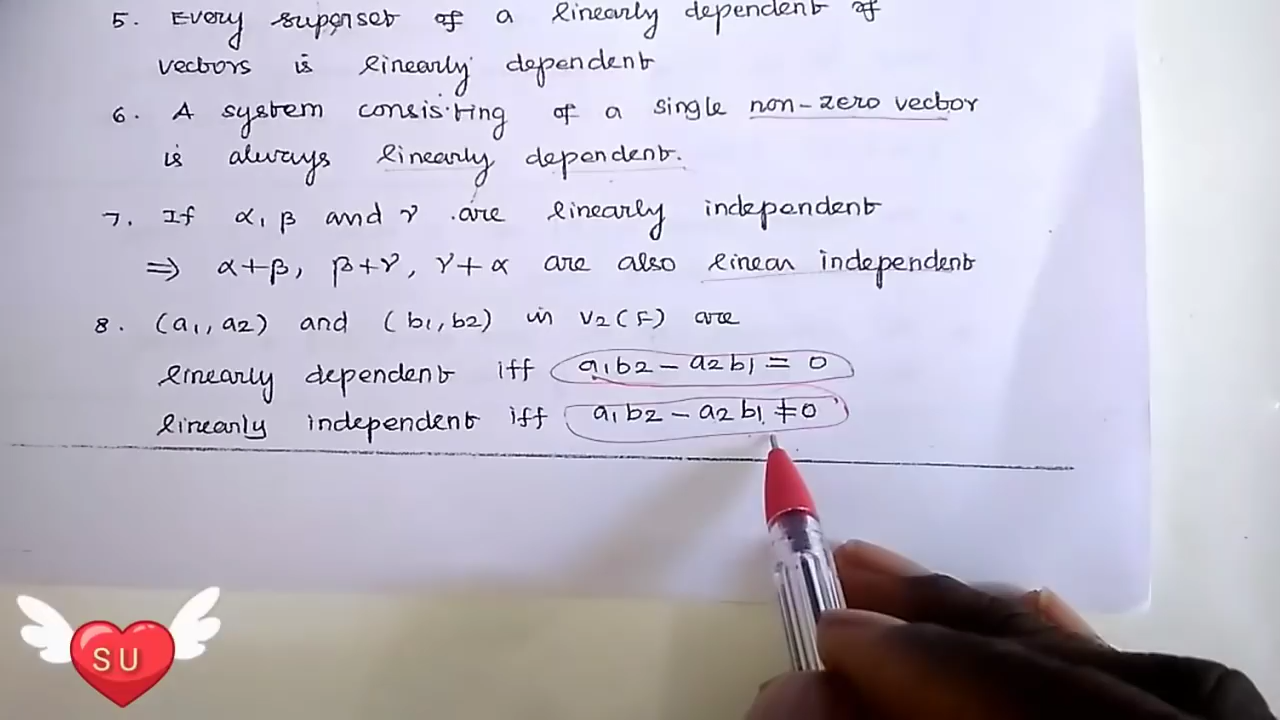 5. Every superset of a linearly dependent of
vectors is linearly dependent
6. A system consisting of a single non-zero vector
is always linearly dependent.
7. If α, β and γ are linearly independent
⇒ α+β, β+γ, γ+α are also linear independent
8. (a1, a2) and (b1, b2) in V2(F) are
linearly dependent iff a1b2 - a2b1 = 0
linearly independent iff a1b2 - a2b1 ≠ 0
SU